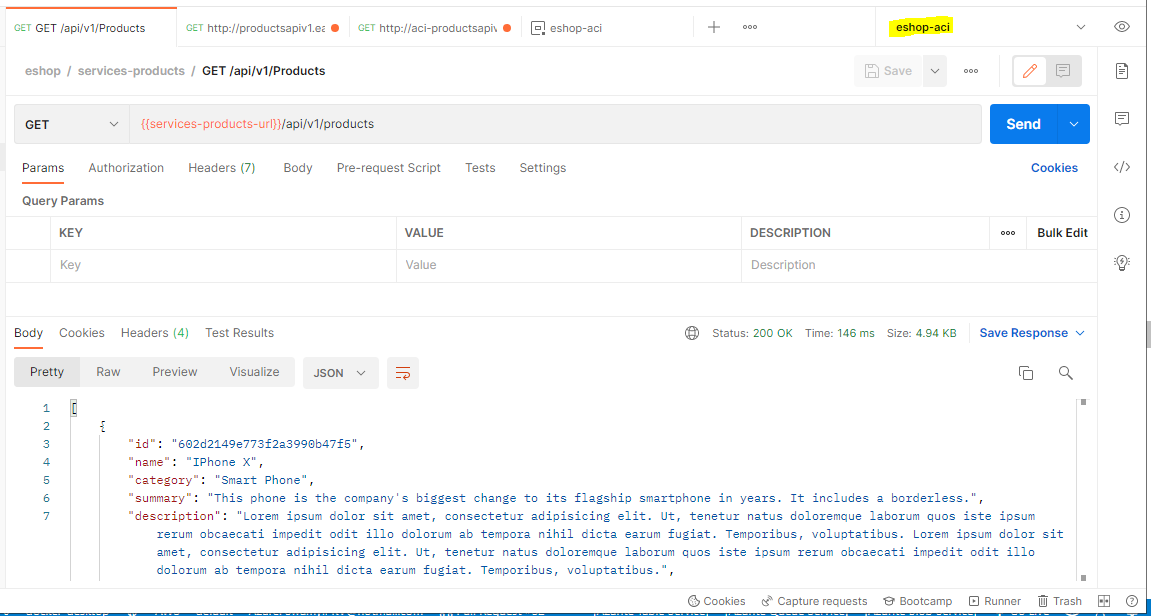 GET GET /api/v1/Products GET http://productsapiv1.ea GET http://aci-productsapiv eshop-aci eshop-aci
eshop / services-products / GET /api/v1/Products Save
GET {{services-products-url}}/api/v1/products Send
Params Authorization Headers (7) Body Pre-request Script Tests Settings Cookies
Query Params
KEY VALUE DESCRIPTION Bulk Edit
Key Value Description
Body Cookies Headers (4) Test Results Status: 200 OK Time: 146 ms Size: 4.94 KB Save Response
Pretty Raw Preview Visualize JSON
1 [
2 {
3 "id": "602d2149e773f2a3990b47f5",
4 "name": "IPhone X",
5 "category": "Smart Phone",
6 "summary": "This phone is the company's biggest change to its flagship smartphone in years. It includes a borderless.",
7 "description": "Lorem ipsum dolor sit amet, consectetur adipisicing elit. Ut, tenetur natus doloremque laborum quos iste ipsum
rerum obcaecati impedit odit illo dolorum ab tempora nihil dicta earum fugiat. Temporibus, voluptatibus. Lorem ipsum dolor sit
amet, consectetur adipisicing elit. Ut, tenetur natus doloremque laborum quos iste ipsum rerum obcaecati impedit odit illo
dolorum ab tempora nihil dicta earum fugiat. Temporibus, voluptatibus.",
Cookies Capture requests Bootcamp Runner Trash